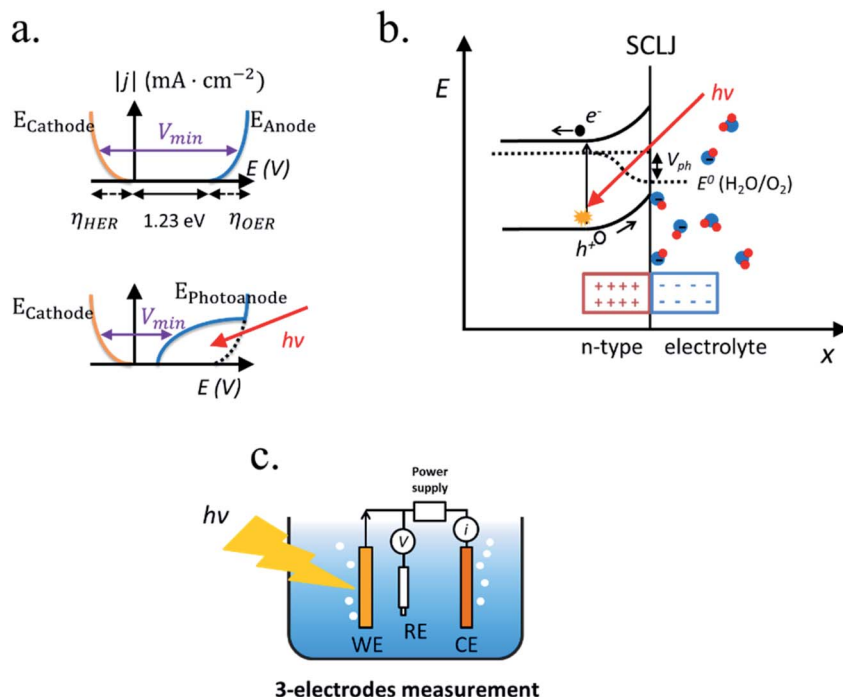 a.
|j| (mA · cm⁻²)
E_Cathode
V_min
E_Anode
E (V)
η_HER
1.23 eV
η_OER
E_Cathode
V_min
E_Photoanode
hν
E (V)
b.
SCLJ
E
hν
e⁻
V_ph
E⁰ (H₂O/O₂)
h⁺
+ + + +
+ + + +
- - - -
- - - -
n-type
electrolyte
x
c.
Power
supply
hν
V
i
WE
RE
CE
3-electrodes measurement